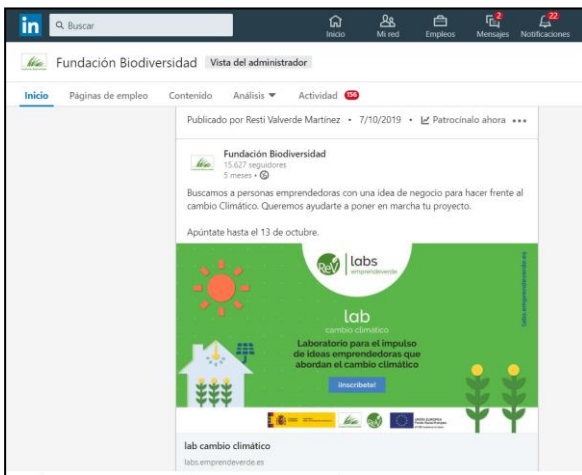 in Buscar
Inicio Mi red Empleos Mensajes 2 Notificaciones 22
Fundación Biodiversidad Vista del administrador
Inicio Páginas de empleo Contenido Análisis Actividad 156
Publicado por Resti Valverde Martínez • 7/10/2019 • Patrocínalo ahora
Fundación Biodiversidad
15.627 seguidores
5 meses •
Buscamos a personas emprendedoras con una idea de negocio para hacer frente al
cambio Climático. Queremos ayudarte a poner en marcha tu proyecto.
Apúntate hasta el 13 de octubre.
labs
emprendeverde
labs.emprendeverde.es
lab
cambio climático
Laboratorio para el impulso
de ideas emprendedoras que
abordan el cambio climático
¡Inscríbete!
UNIÓN EUROPEA
lab cambio climático
labs.emprendeverde.es